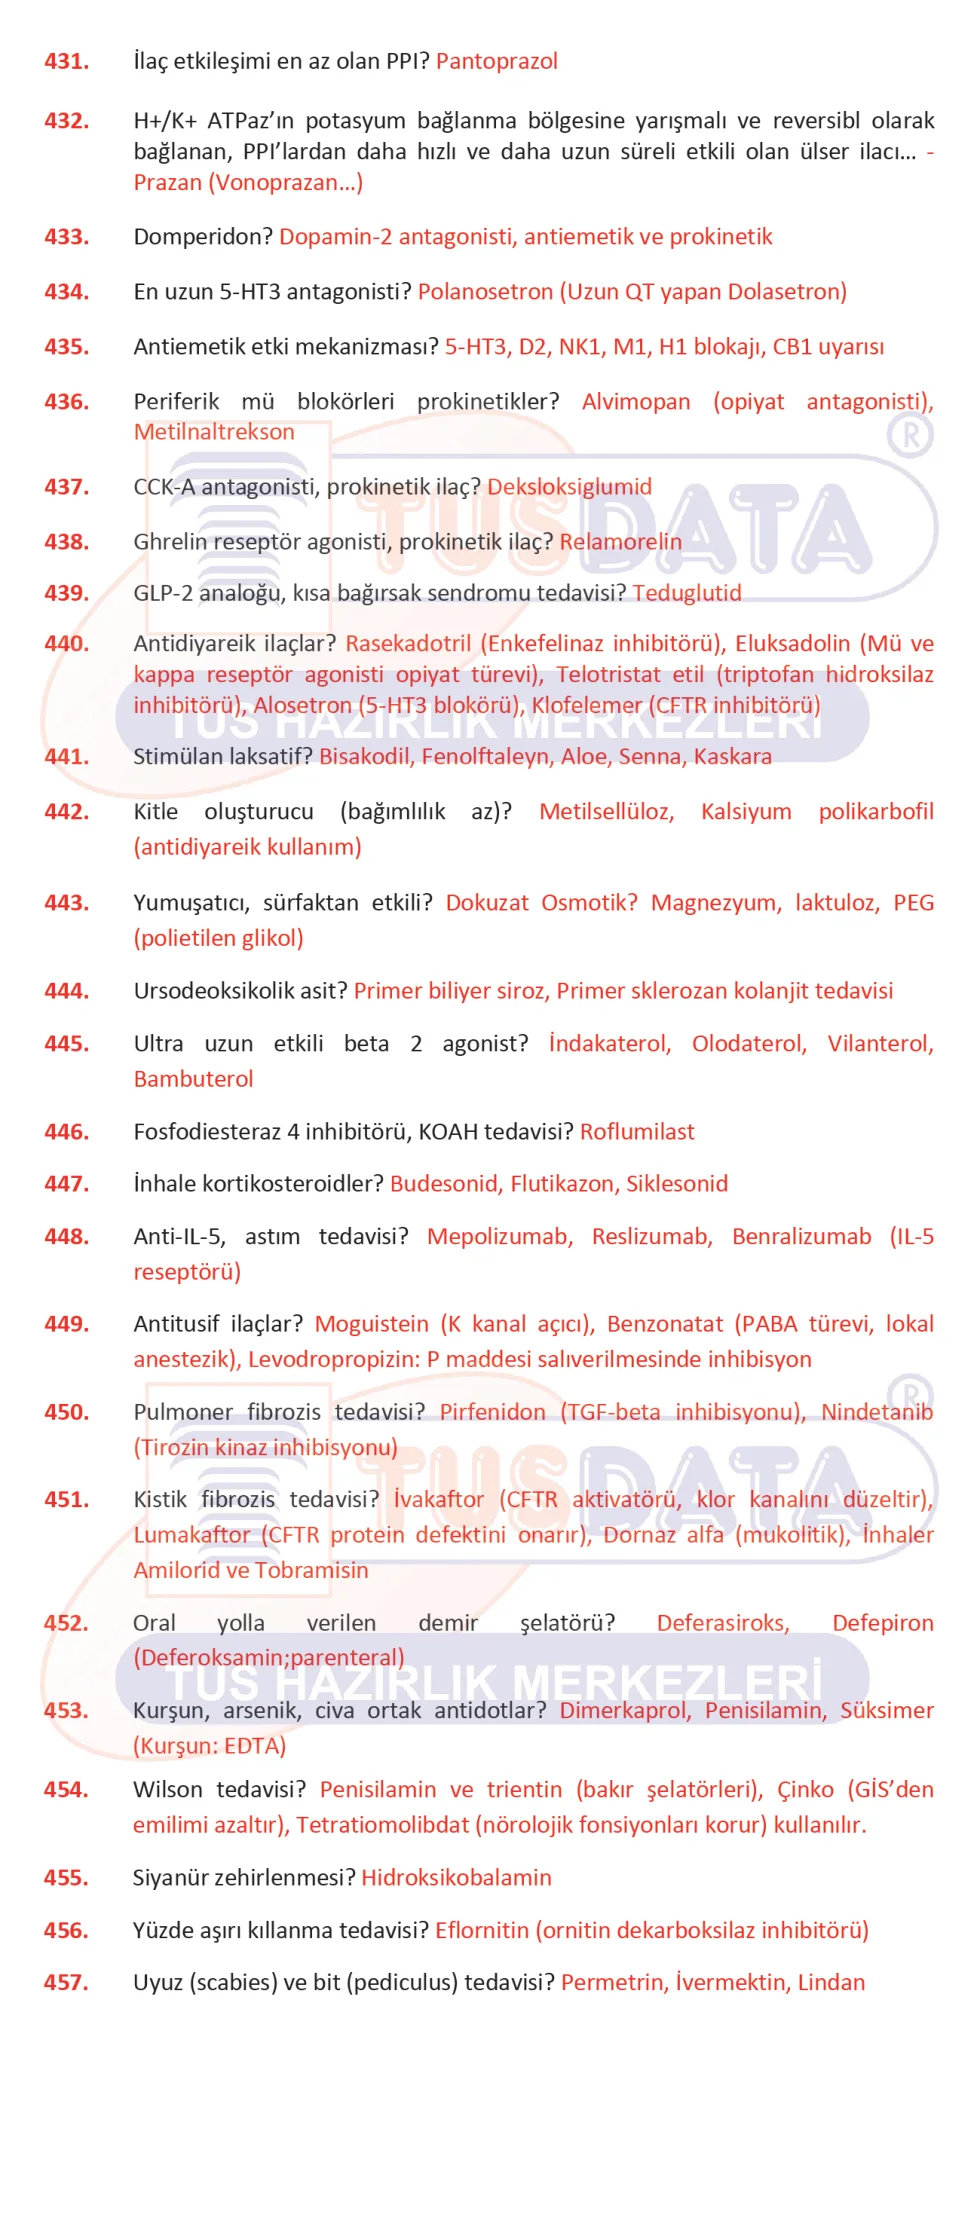 431. İlaç etkileşimi en az olan PPI? Pantoprazol
432. H+/K+ ATPaz’ın potasyum bağlanma bölgesine yarışmalı ve reversibl olarak
bağlanan, PPI’lardan daha hızlı ve daha uzun süreli etkili olan ülser ilacı... -
Prazan (Vonoprazan...)
433. Domperidon? Dopamin-2 antagonisti, antiemetik ve prokinetik
434. En uzun 5-HT3 antagonisti? Polanosetron (Uzun QT yapan Dolasetron)
435. Antiemetik etki mekanizması? 5-HT3, D2, NK1, M1, H1 blokajı, CB1 uyarısı
436. Periferik mü blokörleri prokinetikler? Alvimopan (opiyat antagonisti),
Metilnaltrekson
®
437. CCK-A antagonisti, prokinetik ilaç? Deksloksiglumid
TUSDATA
438. Ghrelin reseptör agonisti, prokinetik ilaç? Relamorelin
439. GLP-2 analoğu, kısa bağırsak sendromu tedavisi? Teduglutid
440. Antidiyareik ilaçlar? Rasekadotril (Enkefelinaz inhibitörü), Eluksadolin (Mü ve
kappa reseptör agonisti opiyat türevi), Telotristat etil (triptofan hidroksilaz
inhibitörü), Alosetron (5-HT3 blokörü), Klofelemer (CFTR inhibitörü)
TUS HAZIRLIK MERKEZLERİ
441. Stimülan laksatif? Bisakodil, Fenolftaleyn, Aloe, Senna, Kaskara
442. Kitle oluşturucu (bağımlılık az)? Metilsellüloz, Kalsiyum polikarbofil
(antidiyareik kullanım)
443. Yumuşatıcı, sürfaktan etkili? Dokuzat Osmotik? Magnezyum, laktuloz, PEG
(polietilen glikol)
444. Ursodeoksikolik asit? Primer biliyer siroz, Primer sklerozan kolanjit tedavisi
445. Ultra uzun etkili beta 2 agonist? İndakaterol, Olodaterol, Vilanterol,
Bambuterol
446. Fosfodiesteraz 4 inhibitörü, KOAH tedavisi? Roflumilast
447. İnhale kortikosteroidler? Budesonid, Flutikazon, Siklesonid
448. Anti-IL-5, astım tedavisi? Mepolizumab, Reslizumab, Benralizumab (IL-5
reseptörü)
449. Antitusif ilaçlar? Moguistein (K kanal açıcı), Benzonatat (PABA türevi, lokal
anestezik), Levodropropizin: P maddesi salıverilmesinde inhibisyon
®
450. Pulmoner fibrozis tedavisi? Pirfenidon (TGF-beta inhibisyonu), Nindetanib
(Tirozin kinaz inhibisyonu)
TUSDATA
451. Kistik fibrozis tedavisi? İvakaftor (CFTR aktivatörü, klor kanalını düzeltir),
Lumakaftor (CFTR protein defektini onarır), Dornaz alfa (mukolitik), İnhaler
Amilorid ve Tobramisin
452. Oral yolla verilen demir şelatörü? Deferasiroks, Defepiron
(Deferoksamin;parenteral)
TUS HAZIRLIK MERKEZLERİ
453. Kurşun, arsenik, civa ortak antidotlar? Dimerkaprol, Penisilamin, Süksimer
(Kurşun: EDTA)
454. Wilson tedavisi? Penisilamin ve trientin (bakır şelatörleri), Çinko (GİS’den
emilimi azaltır), Tetratiomolibdat (nörolojik fonsiyonları korur) kullanılır.
455. Siyanür zehirlenmesi? Hidroksikobalamin
456. Yüzde aşırı kıllanma tedavisi? Eflornitin (ornitin dekarboksilaz inhibitörü)
457. Uyuz (scabies) ve bit (pediculus) tedavisi? Permetrin, İvermektin, Lindan